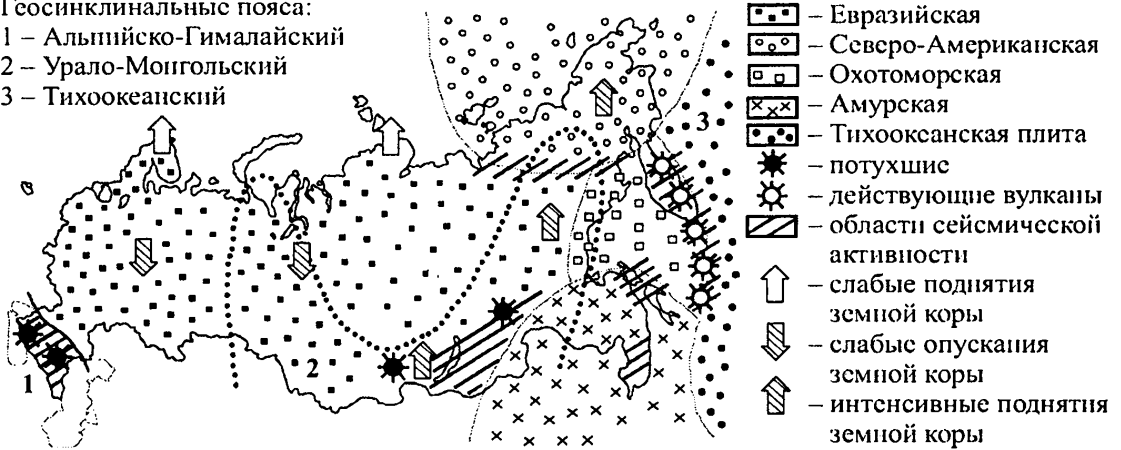 Геосинклинальные пояса:
1 – Альпийско-Гималайский
2 – Урало-Монгольский
3 – Тихоокеанский
– Евразийская
– Северо-Американская
– Охотоморская
– Амурская
– Тихоокеанская плита
– потухшие
– действующие вулканы
– области сейсмической
активности
– слабые поднятия
земной коры
– слабые опускания
земной коры
– интенсивные поднятия
земной коры
3
2
1